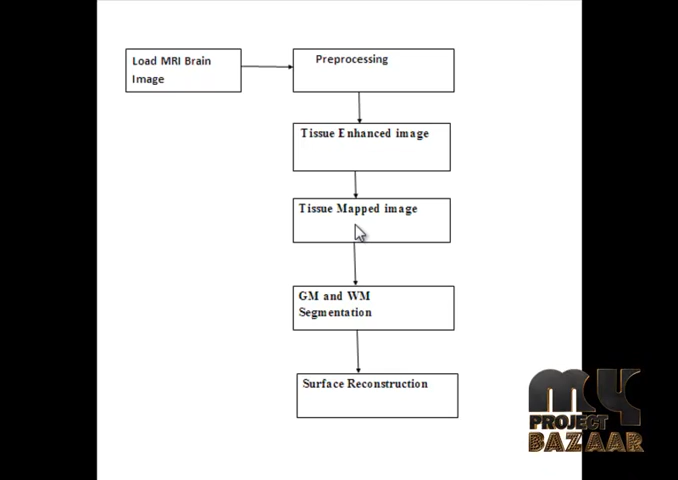 Load MRI Brain
Image
Preprocessing
Tissue Enhanced image
Tissue Mapped image
GM and WM
Segmentation
Surface Reconstruction
MY
PROJECT
BAZAAR